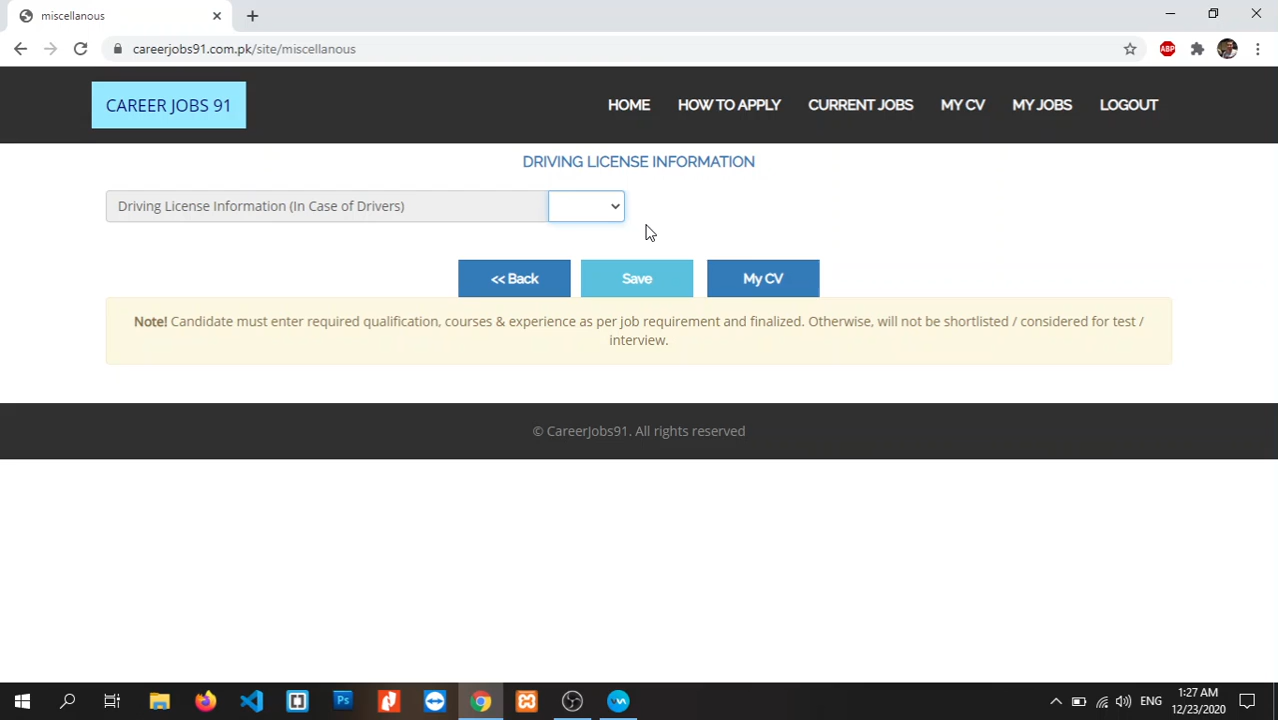 miscellanous
careerjobs91.com.pk/site/miscellanous
ABP
CAREER JOBS 91
HOME
HOW TO APPLY
CURRENT JOBS
MY CV
MY JOBS
LOGOUT
DRIVING LICENSE INFORMATION
Driving License Information (In Case of Drivers)
<< Back
Save
My CV
Note! Candidate must enter required qualification, courses & experience as per job requirement and finalized. Otherwise, will not be shortlisted / considered for test /
interview.
© CareerJobs91. All rights reserved
Ps
ENG
1:27 AM
12/23/2020